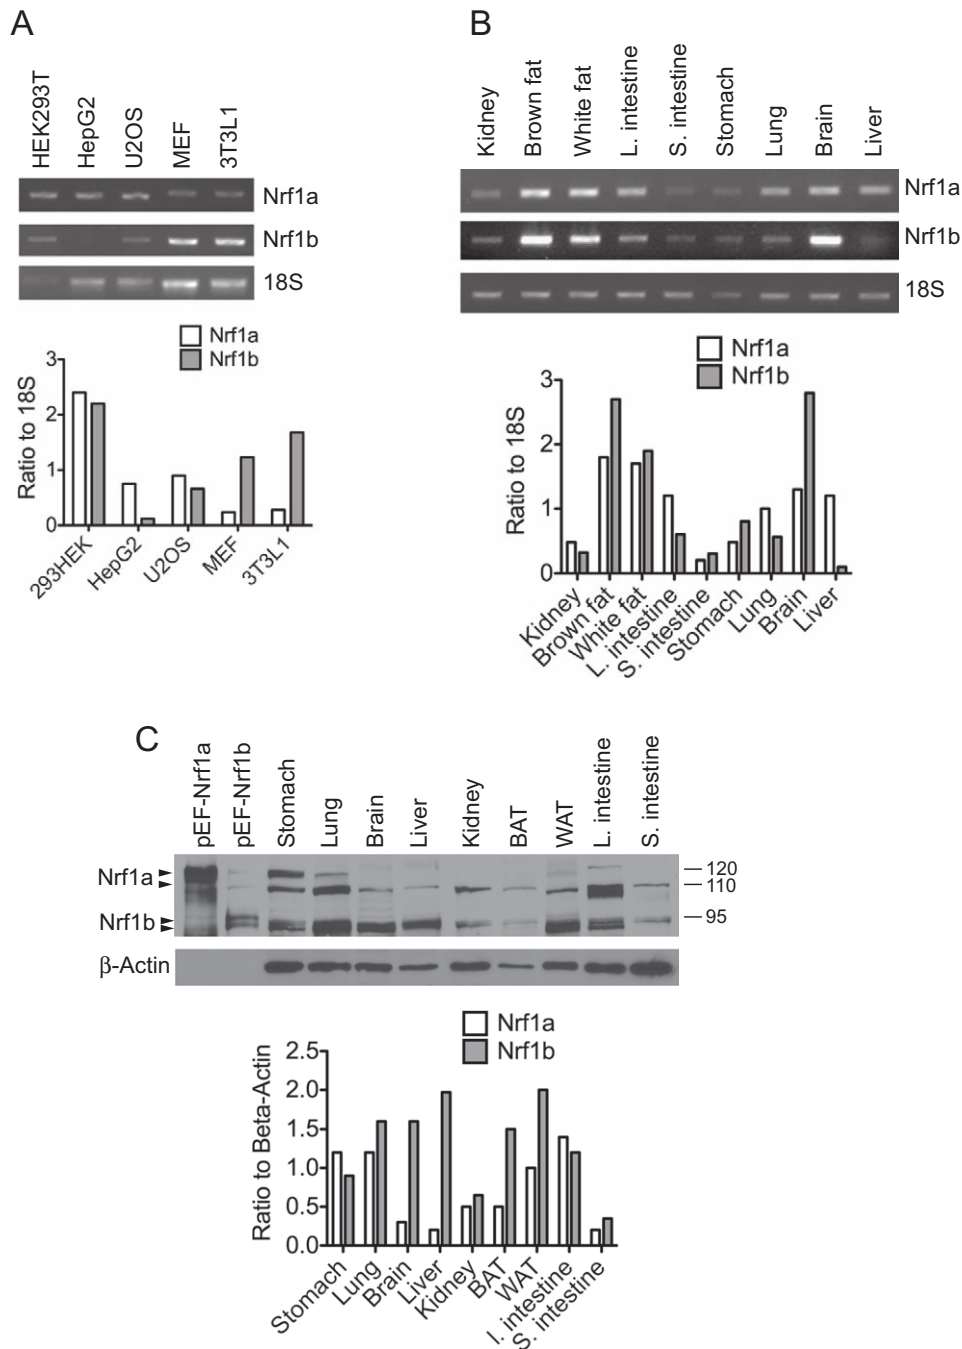 A
HEK293T
HepG2
U2OS
MEF
3T3L1
Nrf1a
Nrf1b
18S
Nrf1a
Nrf1b
Ratio to 18S
3
2
1
0
293HEK
HepG2
U2OS
MEF
3T3L1
B
Kidney
Brown fat
White fat
L. intestine
S. intestine
Stomach
Lung
Brain
Liver
Nrf1a
Nrf1b
18S
Nrf1a
Nrf1b
Ratio to 18S
3
2
1
0
Kidney
Brown fat
White fat
L. intestine
S. intestine
Stomach
Lung
Brain
Liver
C
pEF-Nrf1a
pEF-Nrf1b
Stomach
Lung
Brain
Liver
Kidney
BAT
WAT
L. intestine
S. intestine
Nrf1a
Nrf1b
120
110
95
β-Actin
Nrf1a
Nrf1b
Ratio to Beta-Actin
2.5
2.0
1.5
1.0
0.5
0.0
Stomach
Lung
Brain
Liver
Kidney
BAT
WAT
l. intestine
S. intestine